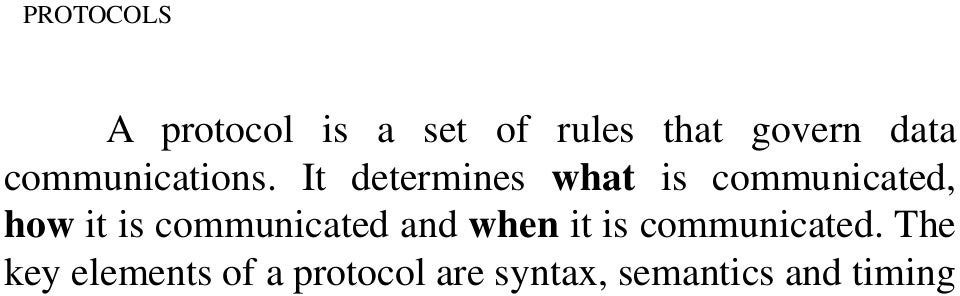 PROTOCOLS
A protocol is a set of rules that govern data
communications. It determines what is communicated,
how it is communicated and when it is communicated. The
key elements of a protocol are syntax, semantics and timing